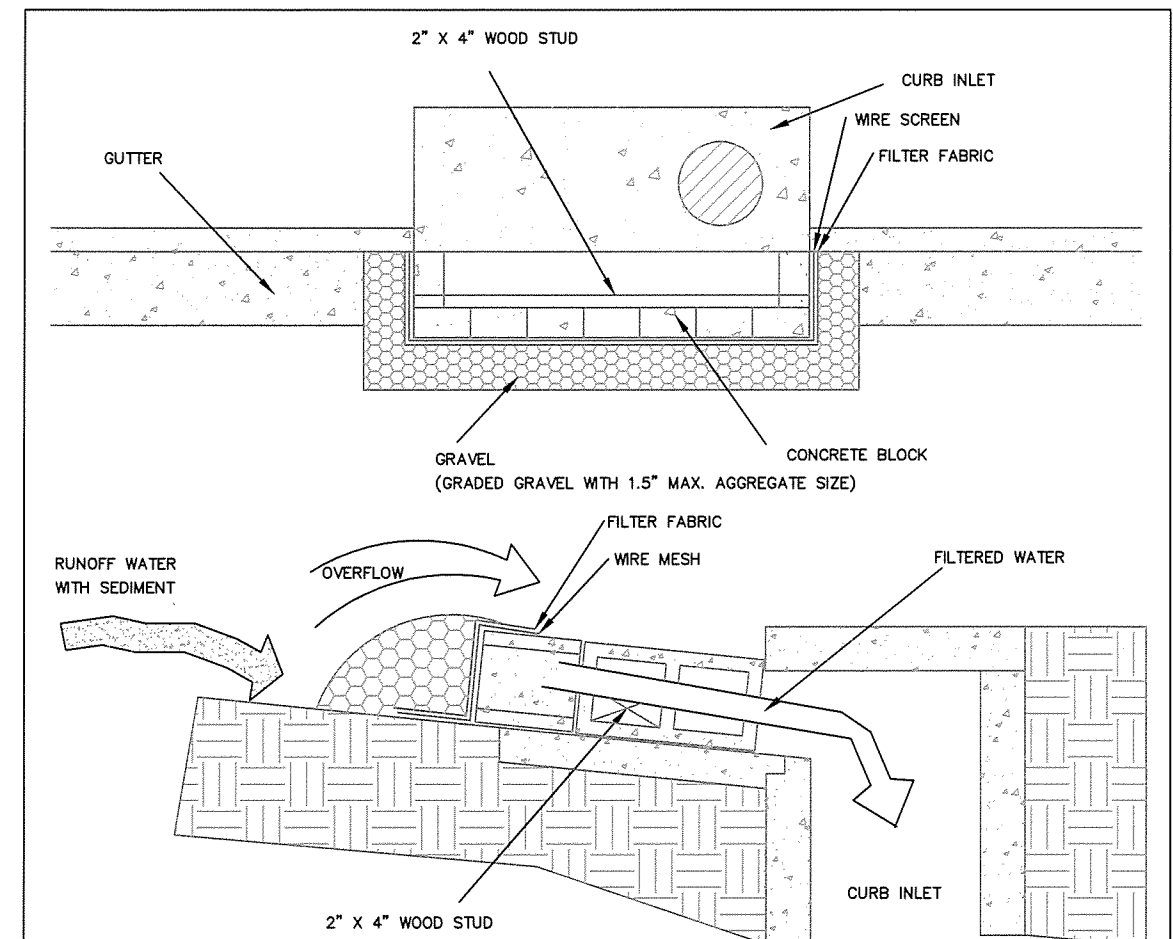 2" X 4" WOOD STUD
CURB INLET
WIRE SCREEN
GUTTER
FILTER FABRIC
GRAVEL
CONCRETE BLOCK
(GRADED GRAVEL WITH 1.5" MAX. AGGREGATE SIZE)
FILTER FABRIC
RUNOFF WATER
WITH SEDIMENT
OVERFLOW
WIRE MESH
FILTERED WATER
2" X 4" WOOD STUD
CURB INLET